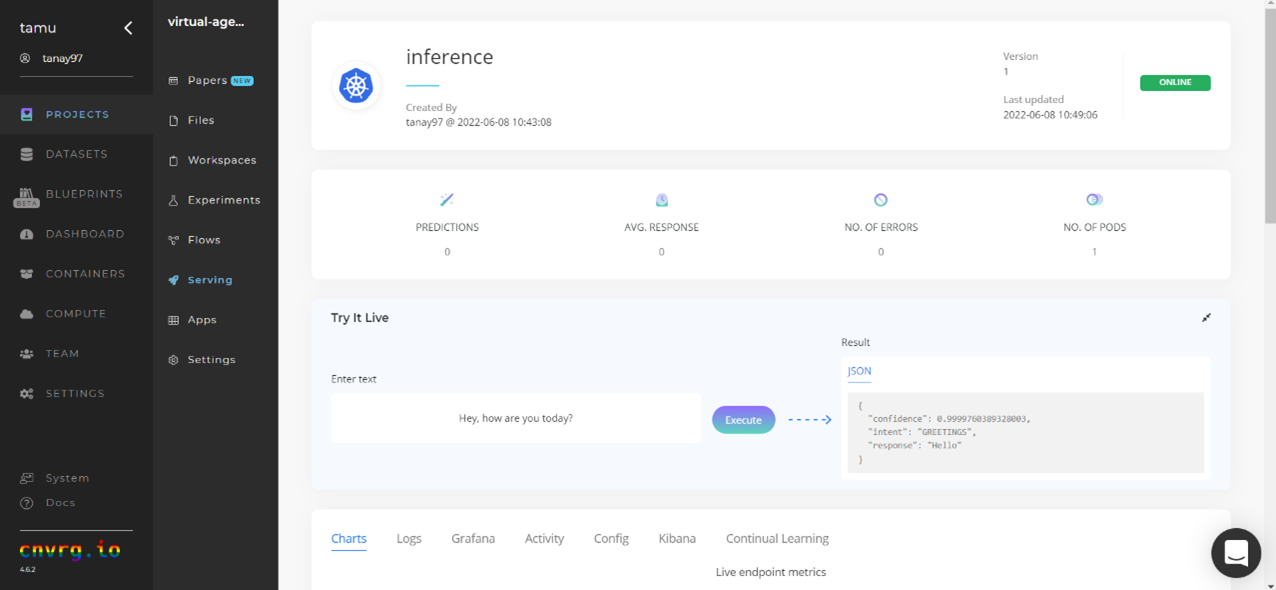 tamu
tanay97
PROJECTS
DATASETS
BLUEPRINTS
BETA
DASHBOARD
CONTAINERS
COMPUTE
TEAM
SETTINGS
System
Docs
cnvrg.io
4.6.2
virtual-age...
Papers NEW
Files
Workspaces
Experiments
Flows
Serving
Apps
Settings
inference
Created By
tanay97 @ 2022-06-08 10:43:08
Version
1
Last updated
2022-06-08 10:49:06
ONLINE
PREDICTIONS
0
AVG. RESPONSE
0
NO. OF ERRORS
0
NO. OF PODS
1
Try It Live
Enter text
Hey, how are you today?
Execute
Result
JSON
{
"confidence": 0.9999760389328003,
"intent": "GREETINGS",
"response": "Hello"
}
Charts Logs Grafana Activity Config Kibana Continual Learning
Live endpoint metrics